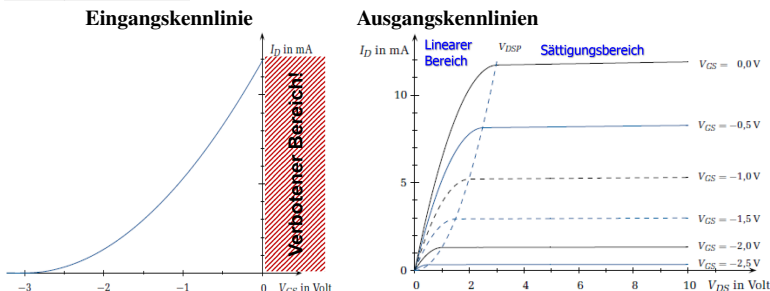 Eingangskennlinie
I_D in mA
Verbotener Bereich!
−3 −2 −1 0 V_GS in Volt
Ausgangskennlinien
I_D in mA
Linearer
Bereich
V_DSP
Sättigungsbereich
10
5
0
0 2 4 6 8 10 V_DS in Volt
V_GS = 0,0 V
V_GS = −0,5 V
V_GS = −1,0 V
V_GS = −1,5 V
V_GS = −2,0 V
V_GS = −2,5 V